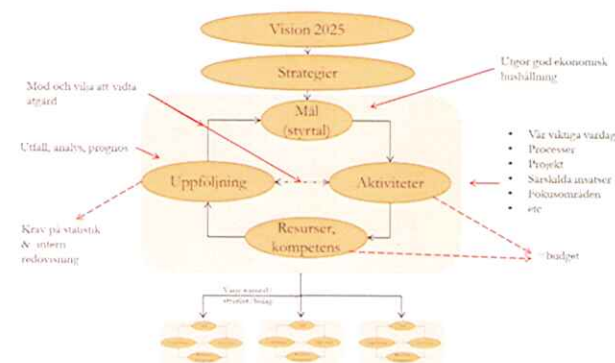 Vision 2025
Strategier
Mål
(styrtal)
Uppföljning
Aktiviteter
Resurser,
kompetens
Mod och vilja att vidta
åtgärd
Utfall, analys, prognos
Krav på statistik
& intern
redovisning
Utgör god ekonomisk
hushållning
• Vår viktiga vardag
• Processer
• Projekt
• Särskilda insatser
• Fokusområden
• etc
=budget